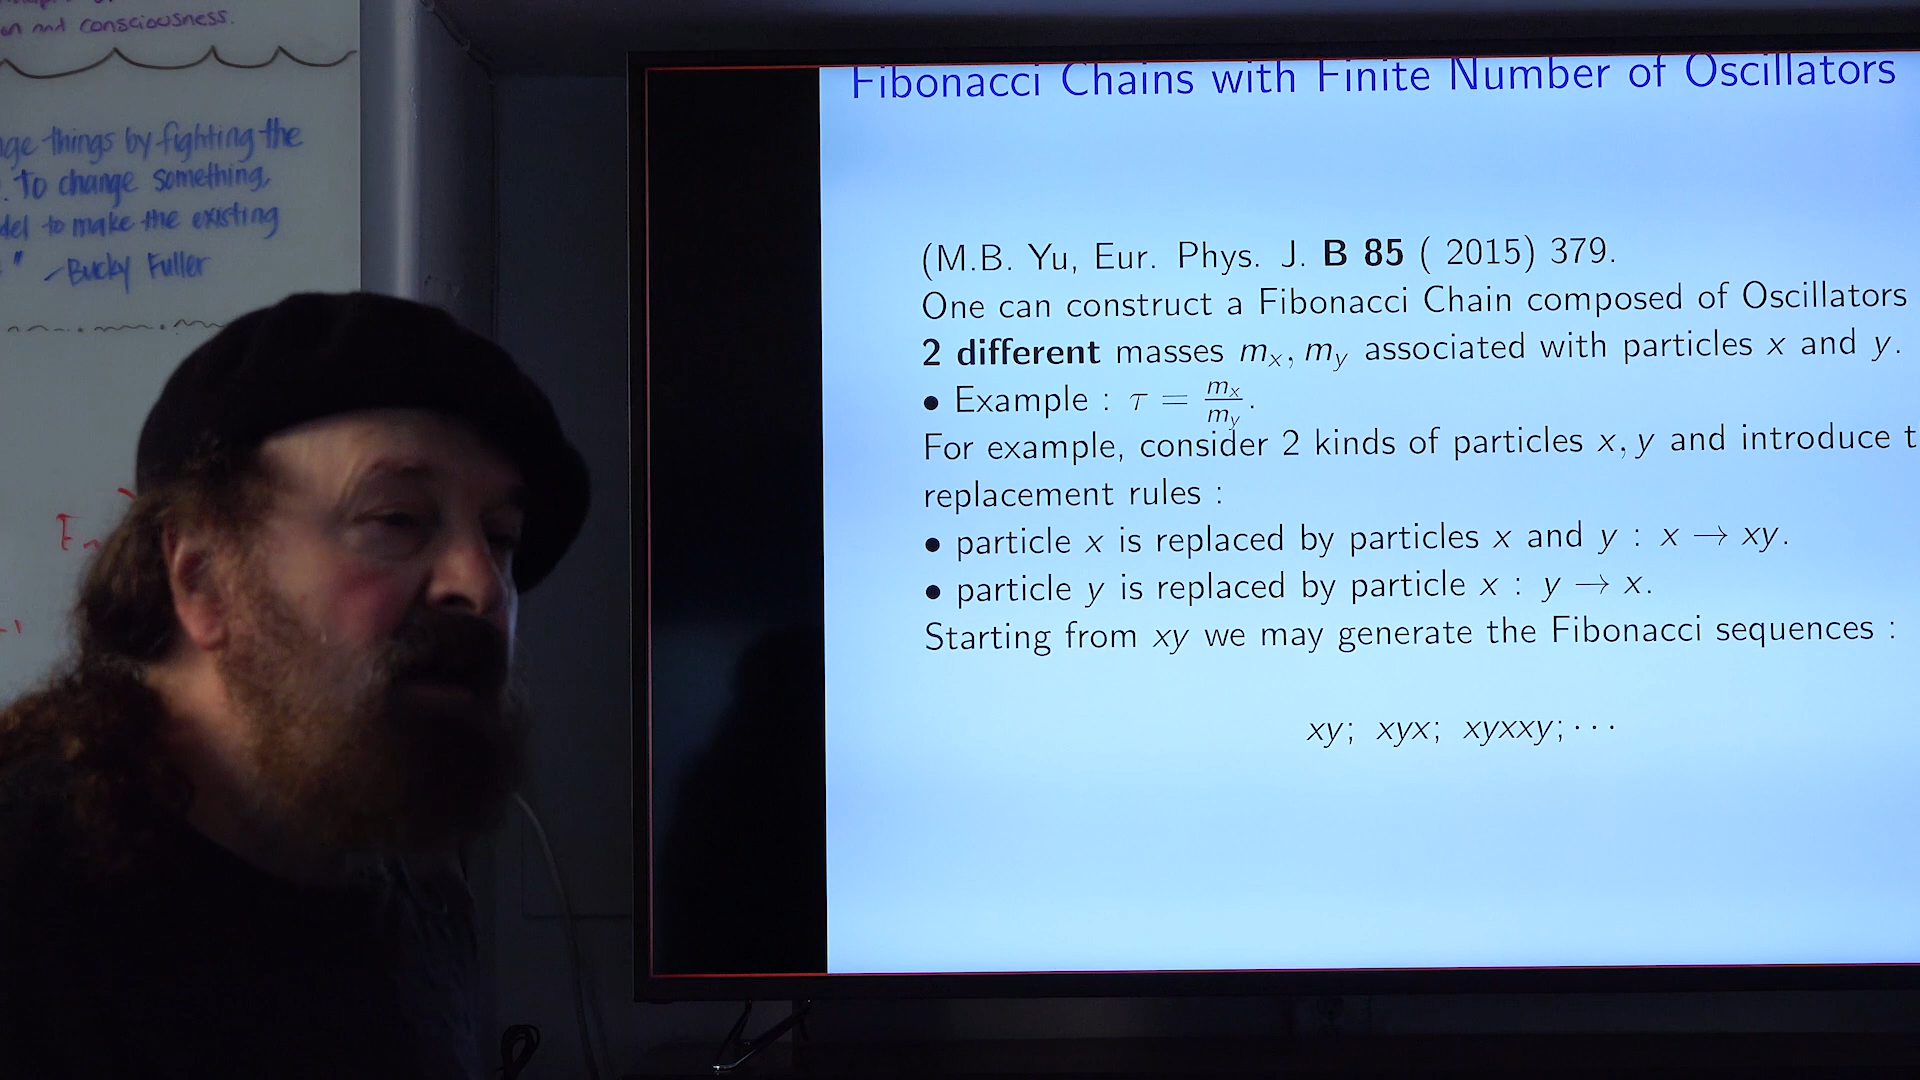 on and consciousness.
ge things by fighting the
. To change something,
del to make the existing
" - Bucky Fuller
Fibonacci Chains with Finite Number of Oscillators
(M.B. Yu, Eur. Phys. J. B 85 ( 2015) 379.
One can construct a Fibonacci Chain composed of Oscillators
2 different masses mₓ, m_y associated with particles x and y.
• Example : τ = mₓ/m_y.
For example, consider 2 kinds of particles x, y and introduce t
replacement rules :
• particle x is replaced by particles x and y : x → xy.
• particle y is replaced by particle x : y → x.
Starting from xy we may generate the Fibonacci sequences :
xy; xyx; xyxxy; · · ·